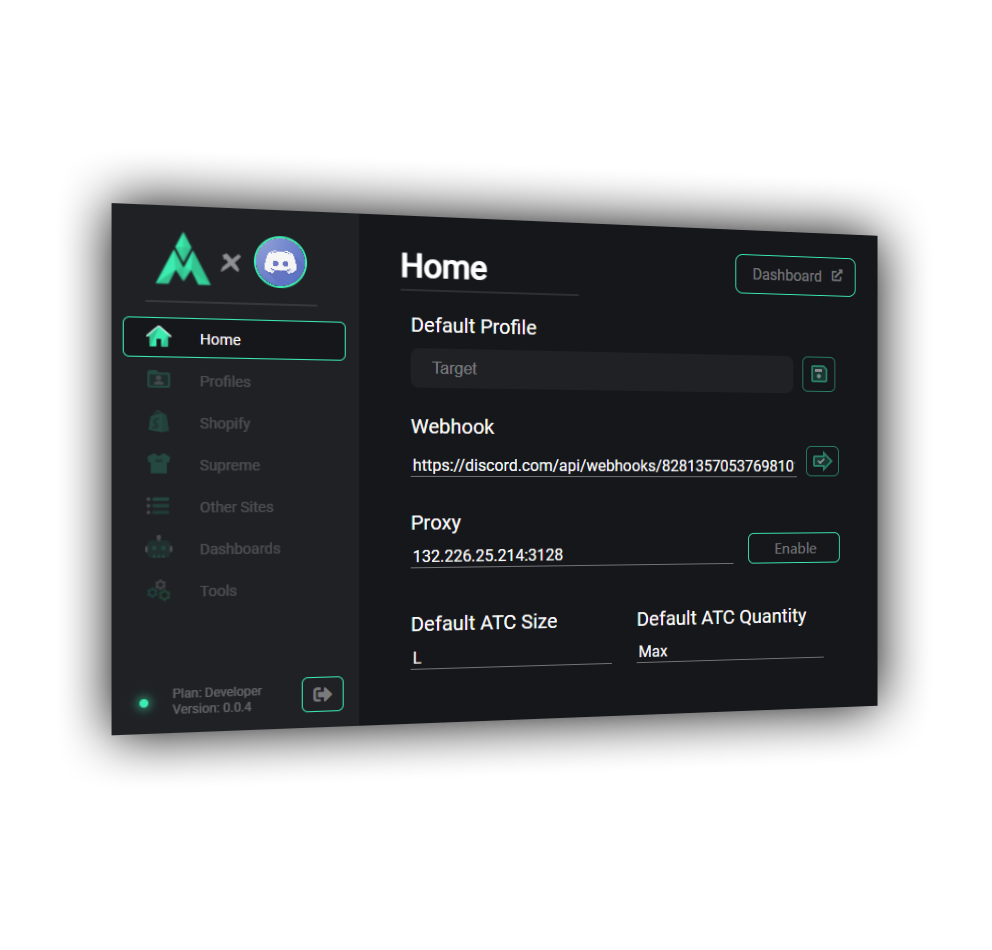 Home
Profiles
Shopify
Supreme
Other Sites
Dashboards
Tools
Plan: Developer
Version: 0.0.4
Home
Dashboard
Default Profile
Target
Webhook
https://discord.com/api/webhooks/8281357053769810
Proxy
132.226.25.214:3128
Enable
Default ATC Size
L
Default ATC Quantity
Max